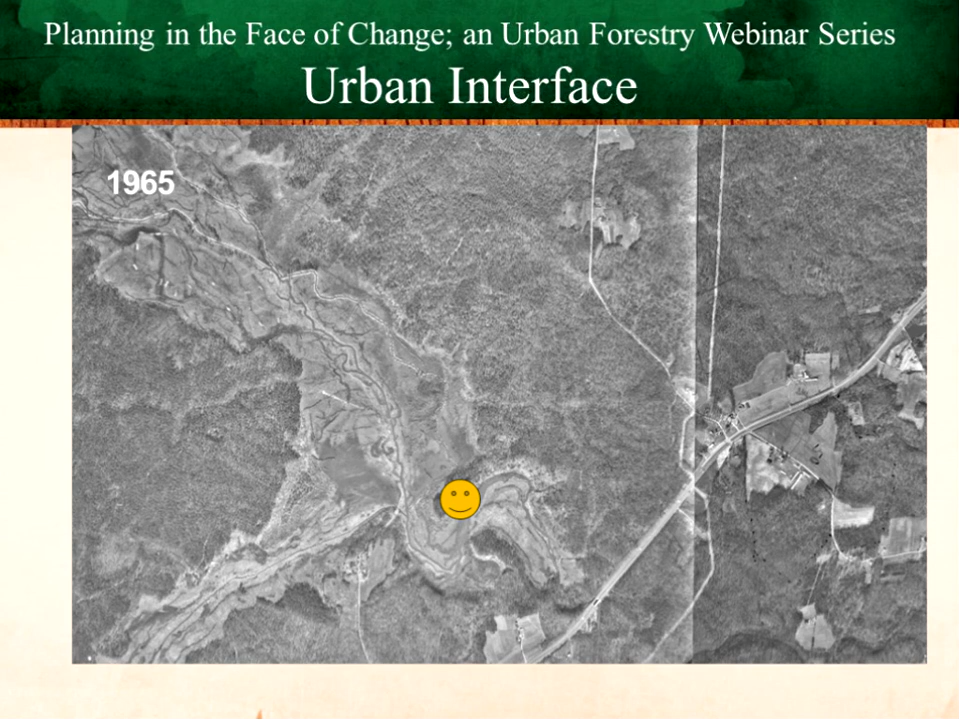 Planning in the Face of Change; an Urban Forestry Webinar Series
Urban Interface
1965